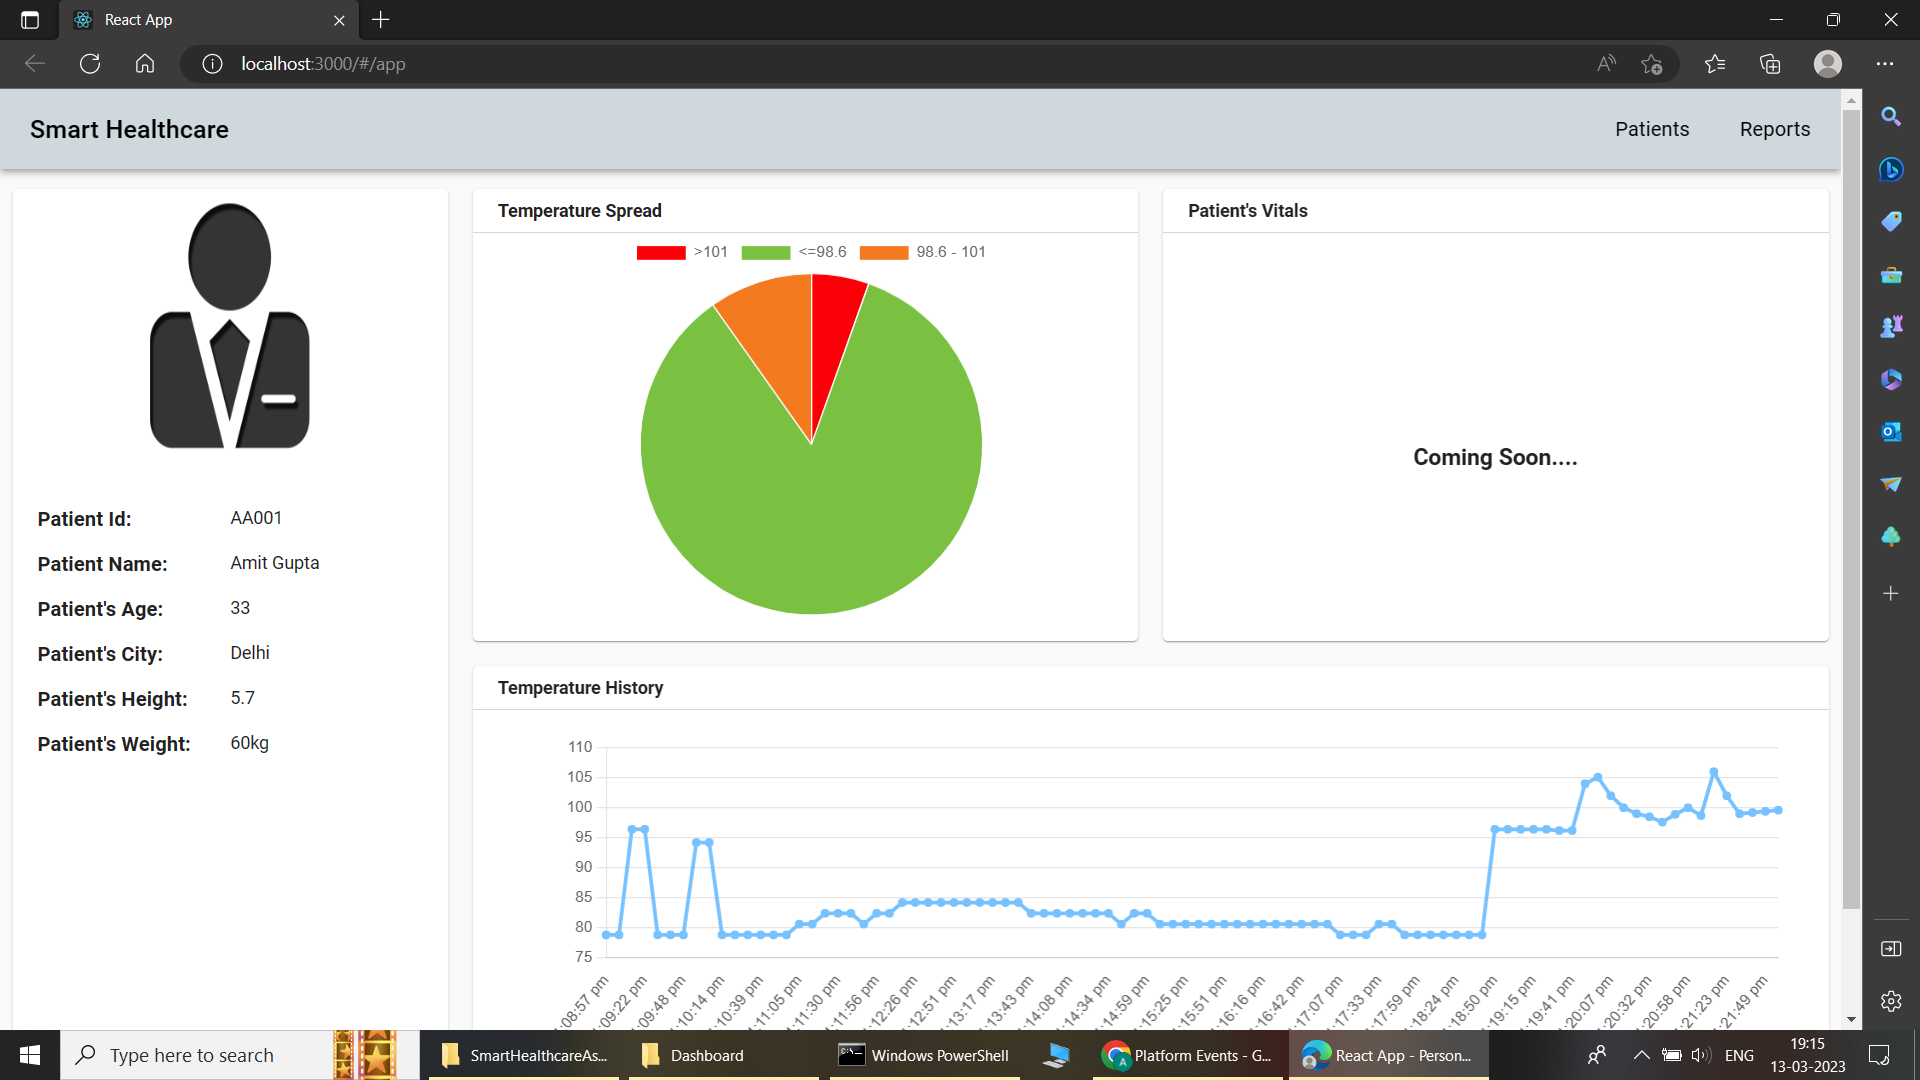 React App
localhost:3000/#/app
Smart Healthcare
Patients
Reports
Patient Id: AA001
Patient Name: Amit Gupta
Patient's Age: 33
Patient's City: Delhi
Patient's Height: 5.7
Patient's Weight: 60kg
Temperature Spread
>101 <=98.6 98.6 - 101
Patient's Vitals
Coming Soon....
Temperature History
110
105
100
95
90
85
80
75
:08:57 pm
:09:22 pm
:09:48 pm
:10:14 pm
:10:39 pm
:11:05 pm
:11:30 pm
:11:56 pm
:12:26 pm
:12:51 pm
:13:17 pm
:13:43 pm
:14:08 pm
:14:34 pm
:14:59 pm
:15:25 pm
:15:51 pm
:16:16 pm
:16:42 pm
:17:07 pm
:17:33 pm
:17:59 pm
:18:24 pm
:18:50 pm
:19:15 pm
:19:41 pm
:20:07 pm
:20:32 pm
:20:58 pm
:21:23 pm
:21:49 pm
Type here to search
SmartHealthcareAs...
Dashboard
Windows PowerShell
Platform Events - G...
React App - Person...
ENG
19:15
13-03-2023